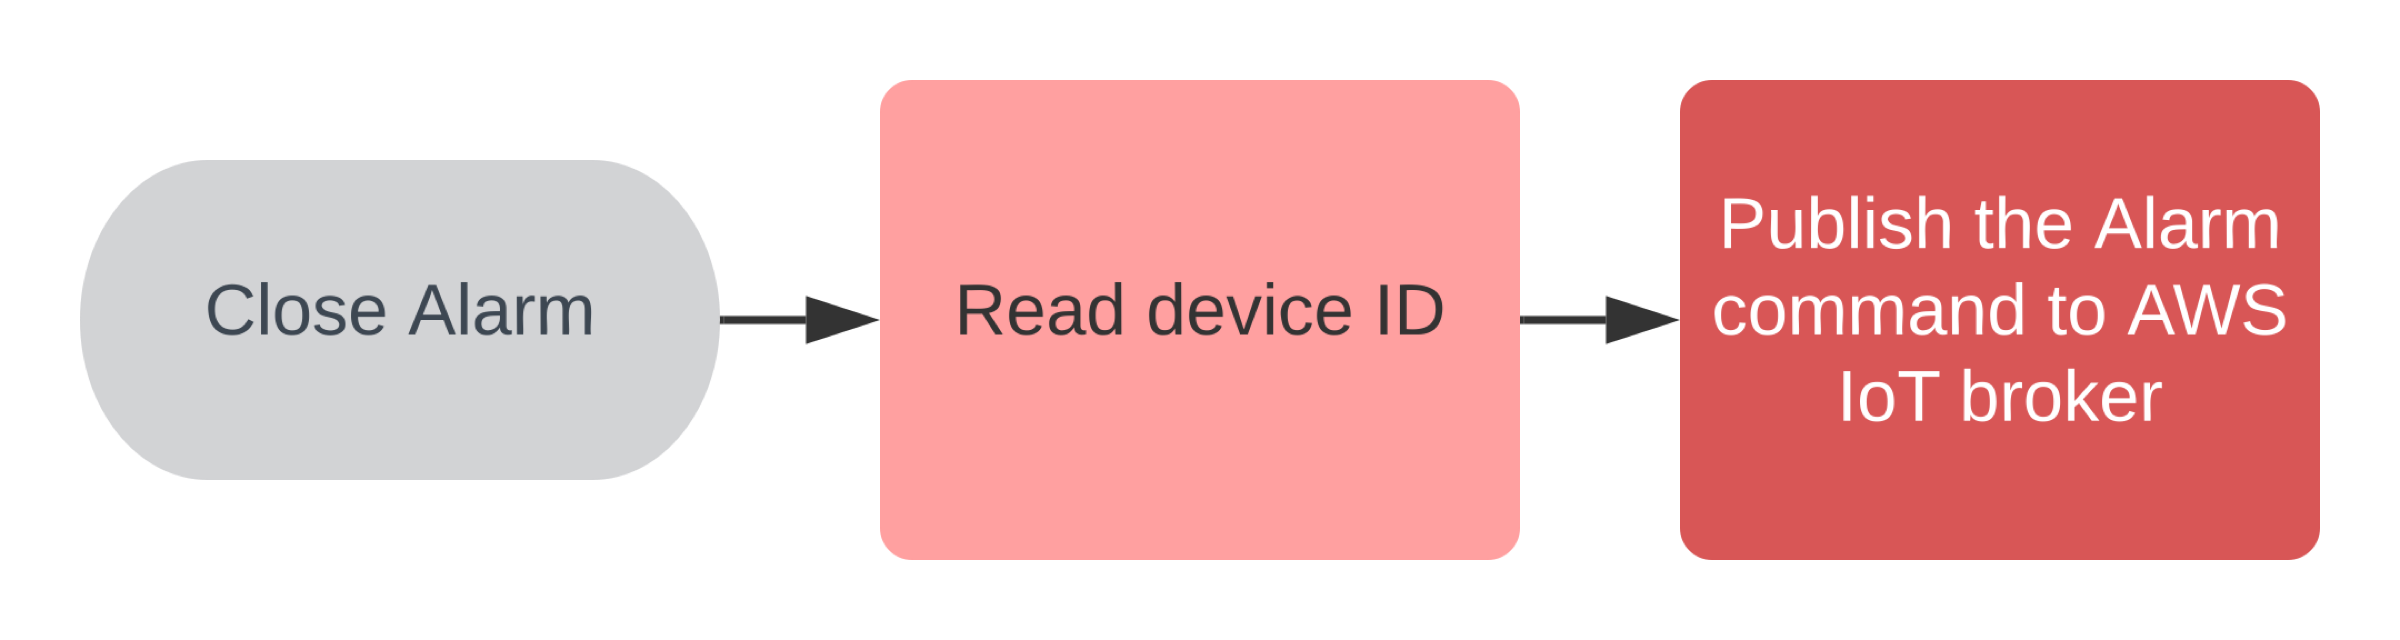 Close Alarm
Read device ID
Publish the Alarm
command to AWS
IoT broker